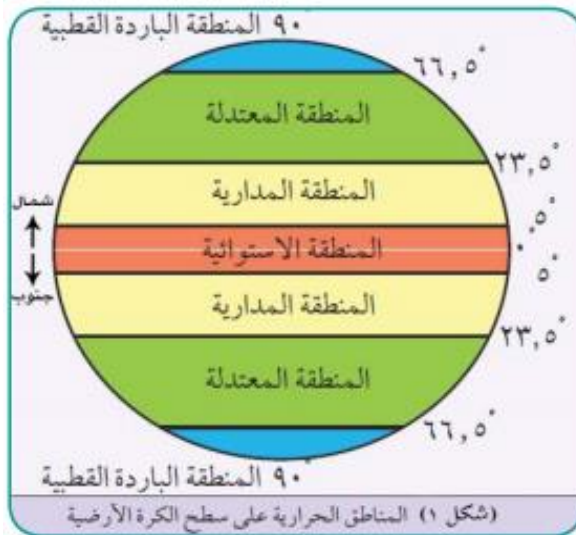 ٩٠° المنطقة الباردة القطبية
٦٦,٥°
المنطقة المعتدلة
٢٣,٥°
المنطقة المدارية
شمال
٥°
المنطقة الاستوائية
٠°
٥°
جنوب
المنطقة المدارية
٢٣,٥°
المنطقة المعتدلة
٦٦,٥°
٩٠° المنطقة الباردة القطبية
(شكل ١) المناطق الحرارية على سطح الكرة الأرضية